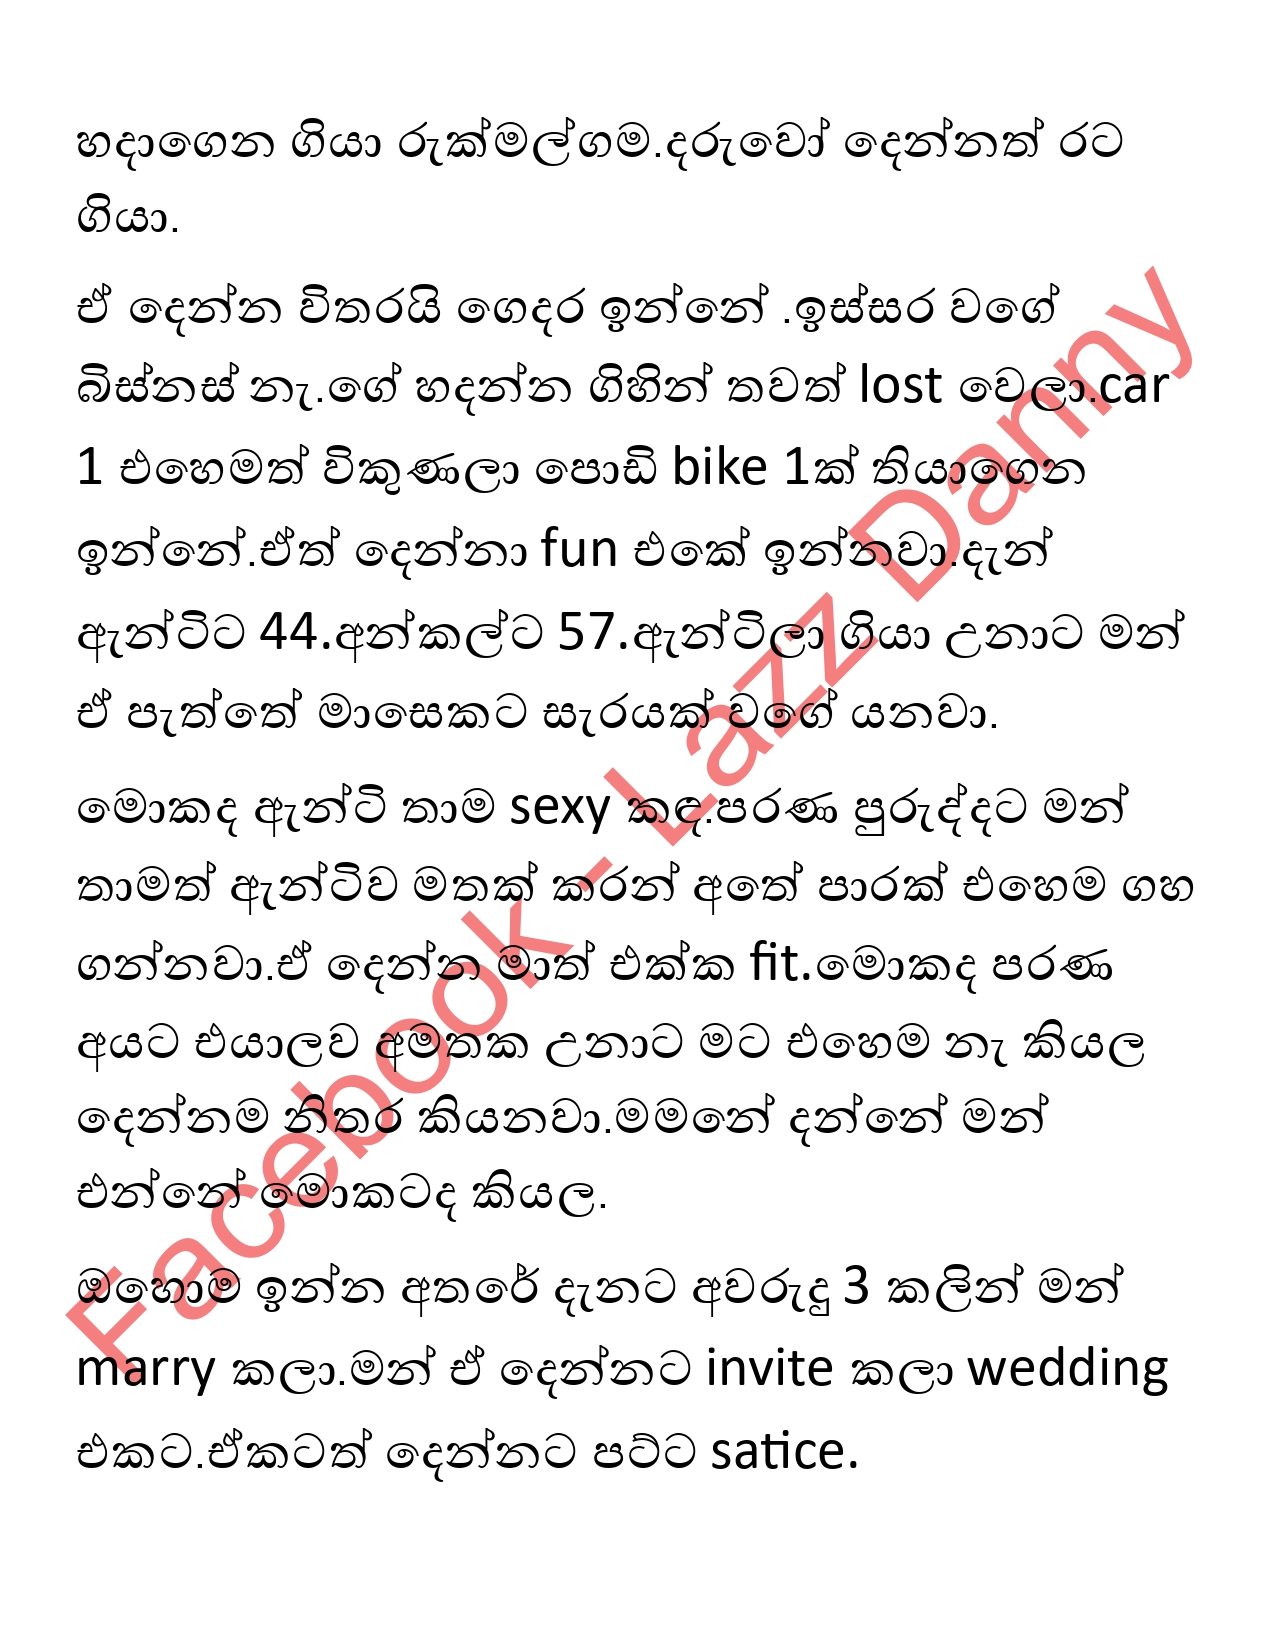 හදාගෙන ගියා රුක්මල්ගම.දරුවෝ දෙන්නත් රට
ගියා.
ඒ දෙන්න විතරයි ගෙදර ඉන්නේ .ඉස්සර වගේ
බිස්නස් නැ.ගේ හදන්න ගිහින් තවත් lost වෙලා.car
1 එහෙමත් විකුණලා පොඩි bike 1ක් තියාගෙන
ඉන්නේ.ඒත් දෙන්නා fun එකේ ඉන්නවා.දැන්
ඇන්ටිට 44.අන්කල්ට 57.ඇන්ටිලා ගියා උනාට මන්
ඒ පැත්තේ මාසෙකට සැරයක් වගේ යනවා.
මොකද ඇන්ටි තාම sexy කඳ.පරණ පුරුද්දට මන්
තාමත් ඇන්ටිව මතක් කරන් අතේ පාරක් එහෙම ගහ
ගන්නවා.ඒ දෙන්න මාත් එක්ක fit.මොකද පරණ
අයට එයාලව අමතක උනාට මට එහෙම නැ කියල
දෙන්නම නිතර කියනවා.මමනේ දන්නේ මන්
එන්නේ මොකටද කියල.
ඔහොම ඉන්න අතරේ දැනට අවරුදු 3 කලින් මන්
marry කලා.මන් ඒ දෙන්නට invite කලා wedding
එකට.ඒකටත් දෙන්නට පට්ට satice.
Facebook - Lazz Danny